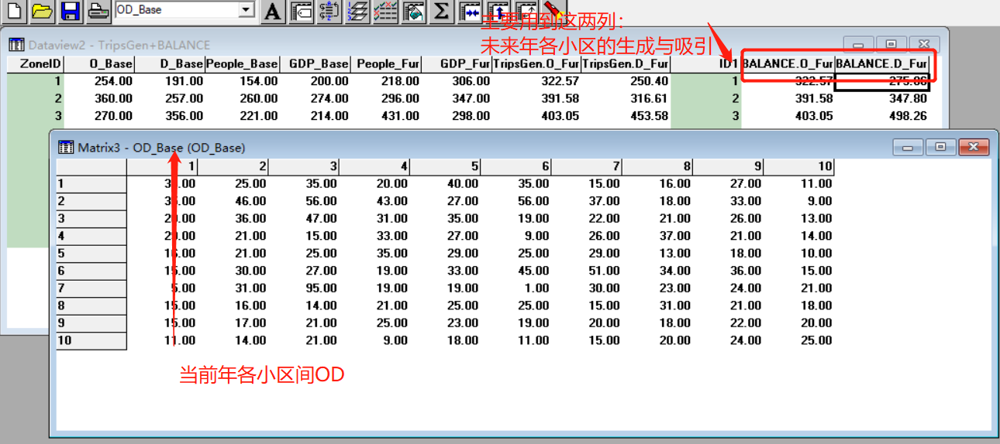 OD_Base
主要用到这两列：
未来年各小区的生成与吸引
Dataview2 - TripsGen+BALANCE
ZoneID O_Base D_Base People_Base GDP_Base People_Fur GDP_Fur TripsGen.O_Fur TripsGen.D_Fur ID1 BALANCE.O_Fur BALANCE.D_Fur
1 254.00 191.00 154.00 200.00 218.00 306.00 322.57 250.40 1 322.57
2 360.00 257.00 260.00 274.00 296.00 347.00 391.58 316.61 2 391.58 347.80
3 270.00 356.00 221.00 214.00 431.00 298.00 403.05 453.58 3 403.05 498.26
Matrix3 - OD_Base (OD_Base)
1 2 3 4 5 6 7 8 9 10
1 25.00 35.00 20.00 40.00 35.00 15.00 16.00 27.00 11.00
2 46.00 56.00 43.00 27.00 56.00 37.00 18.00 33.00 9.00
3 36.00 47.00 31.00 35.00 19.00 22.00 21.00 26.00 13.00
4 21.00 15.00 33.00 27.00 9.00 26.00 37.00 21.00 14.00
5 21.00 25.00 35.00 29.00 25.00 29.00 13.00 18.00 10.00
6 15.00 30.00 27.00 19.00 33.00 45.00 51.00 34.00 36.00 15.00
7 5.00 31.00 95.00 19.00 19.00 1.00 30.00 23.00 24.00 21.00
8 15.00 16.00 14.00 21.00 25.00 25.00 15.00 31.00 21.00 18.00
9 15.00 17.00 21.00 25.00 23.00 19.00 20.00 18.00 22.00 20.00
10 11.00 14.00 21.00 9.00 18.00 11.00 15.00 20.00 24.00 25.00
当前年各小区间OD